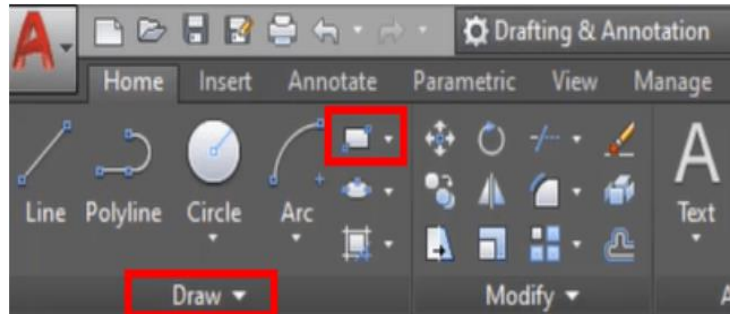 Drafting & Annotation
Home Insert Annotate Parametric View Manage
Line Polyline Circle Arc
Text
Draw Modify